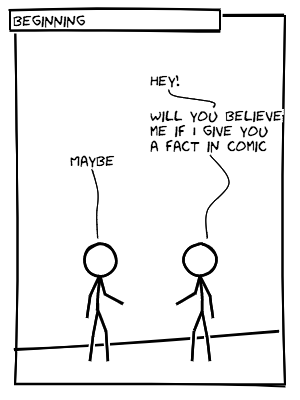 BEGINNING
HEY!
WILL YOU BELIEVE
ME IF I GIVE YOU
A FACT IN COMIC
MAYBE